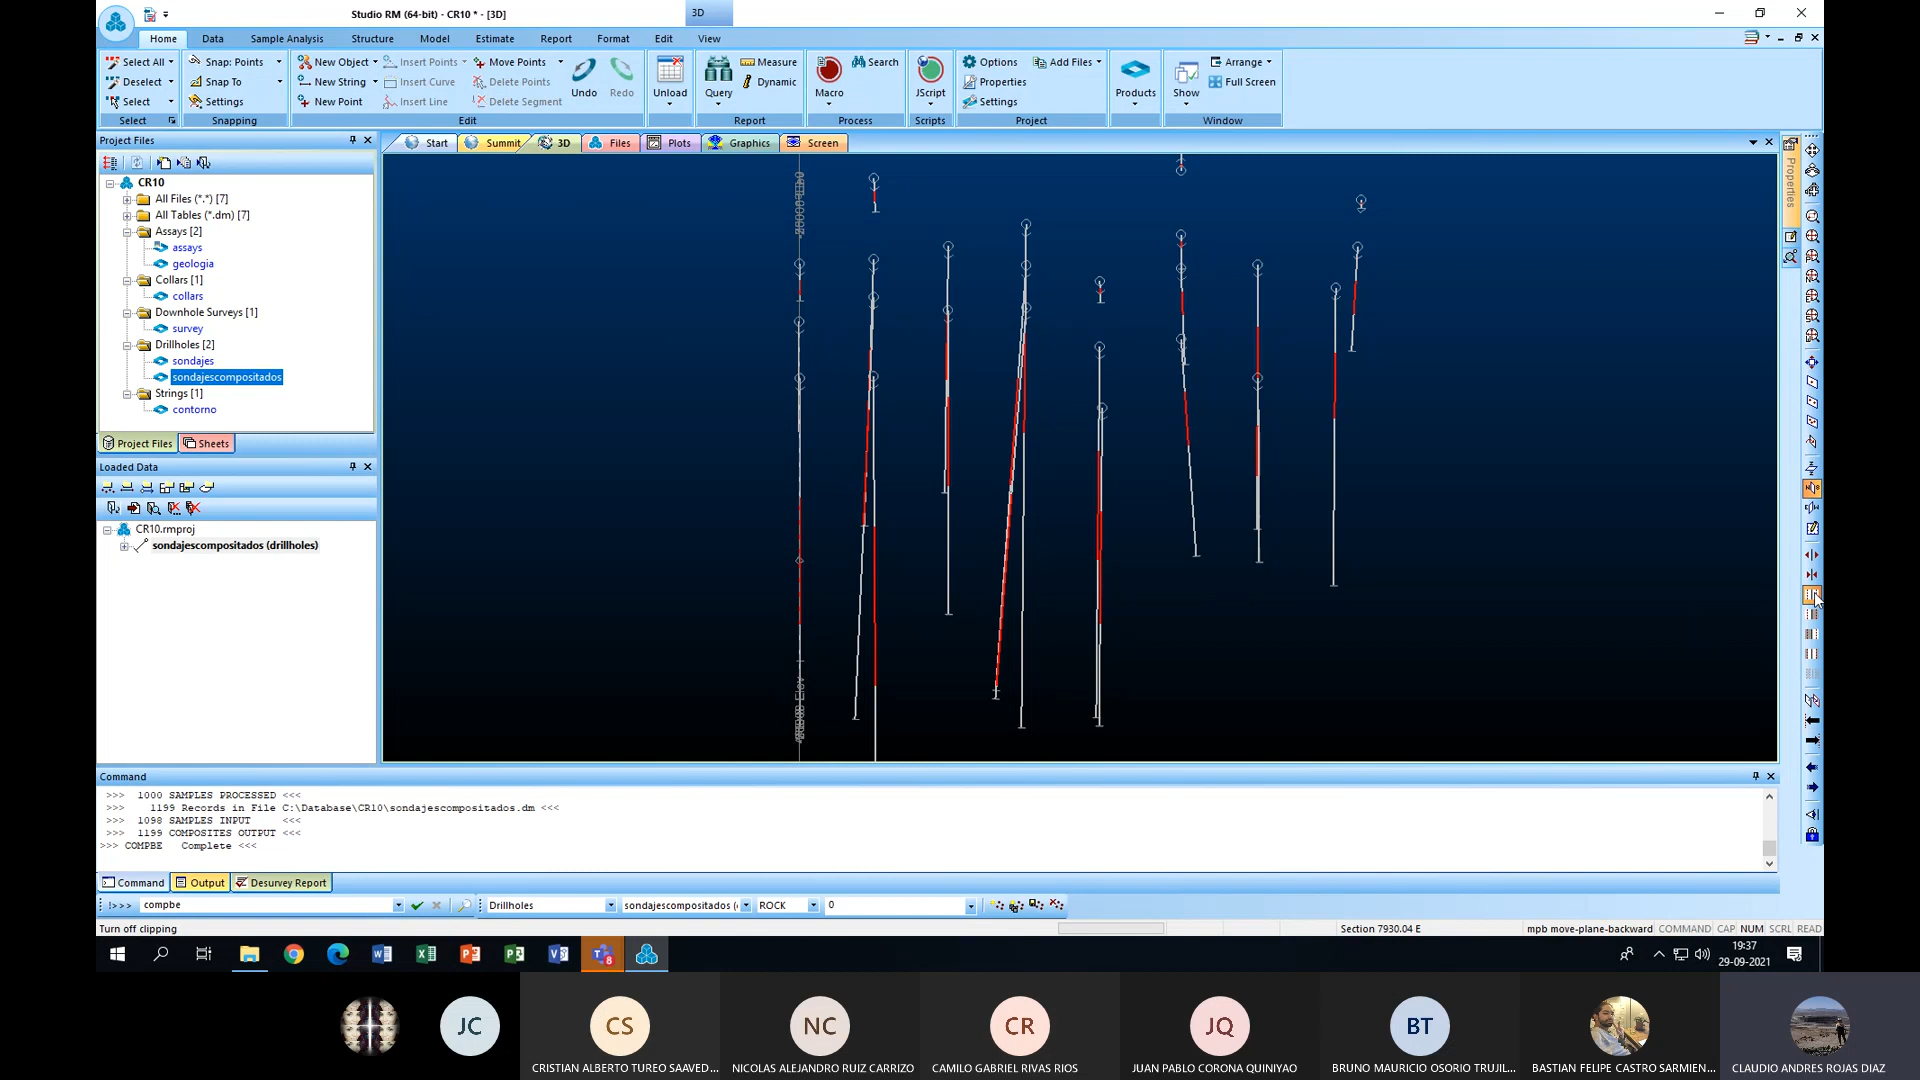 Studio RM (64-bit) - CR10 * - [3D]
3D
Home
Data
Sample Analysis
Structure
Model
Estimate
Report
Format
Edit
View
Select All
Deselect
Select
Select
Snap: Points
Snap To
Settings
Snapping
New Object
New String
New Point
Insert Points
Insert Curve
Insert Line
Move Points
Delete Points
Delete Segment
Undo
Redo
Edit
Unload
Query
Measure
Dynamic
Report
Macro
Search
Process
JScript
Scripts
Options
Properties
Settings
Add Files
Project
Products
Show
Arrange
Full Screen
Window
Project Files
CR10
All Files (*.*) [7]
All Tables (*.dm) [7]
Assays [2]
assays
geologia
Collars [1]
collars
Downhole Surveys [1]
survey
Drillholes [2]
sondajes
sondajescompositados
Strings [1]
contorno
Project Files
Sheets
Loaded Data
CR10.rmproj
sondajescompositados (drillholes)
Start
Summit
3D
Files
Plots
Graphics
Screen
Properties
Command
>>> 1000 SAMPLES PROCESSED <<<
>>> 1199 Records in File C:\Database\CR10\sondajescompositados.dm <<<
>>> 1098 SAMPLES INPUT <<<
>>> 1199 COMPOSITES OUTPUT <<<
>>> COMPBE Complete <<<
Command
Output
Desurvey Report
!>>> compbe
Drillholes
sondajescompositados (
ROCK
0
Turn off clipping
Section 7930.04 E
mpb move-plane-backward
COMMAND
CAP
NUM
SCRL
READ
8
19:37
29-09-2021
JC
CS
CRISTIAN ALBERTO TUREO SAAVED...
NC
NICOLAS ALEJANDRO RUIZ CARRIZO
CR
CAMILO GABRIEL RIVAS RIOS
JQ
JUAN PABLO CORONA QUINIYAO
BT
BRUNO MAURICIO OSORIO TRUJIL...
BASTIAN FELIPE CASTRO SARMIEN...
CLAUDIO ANDRES ROJAS DIAZ